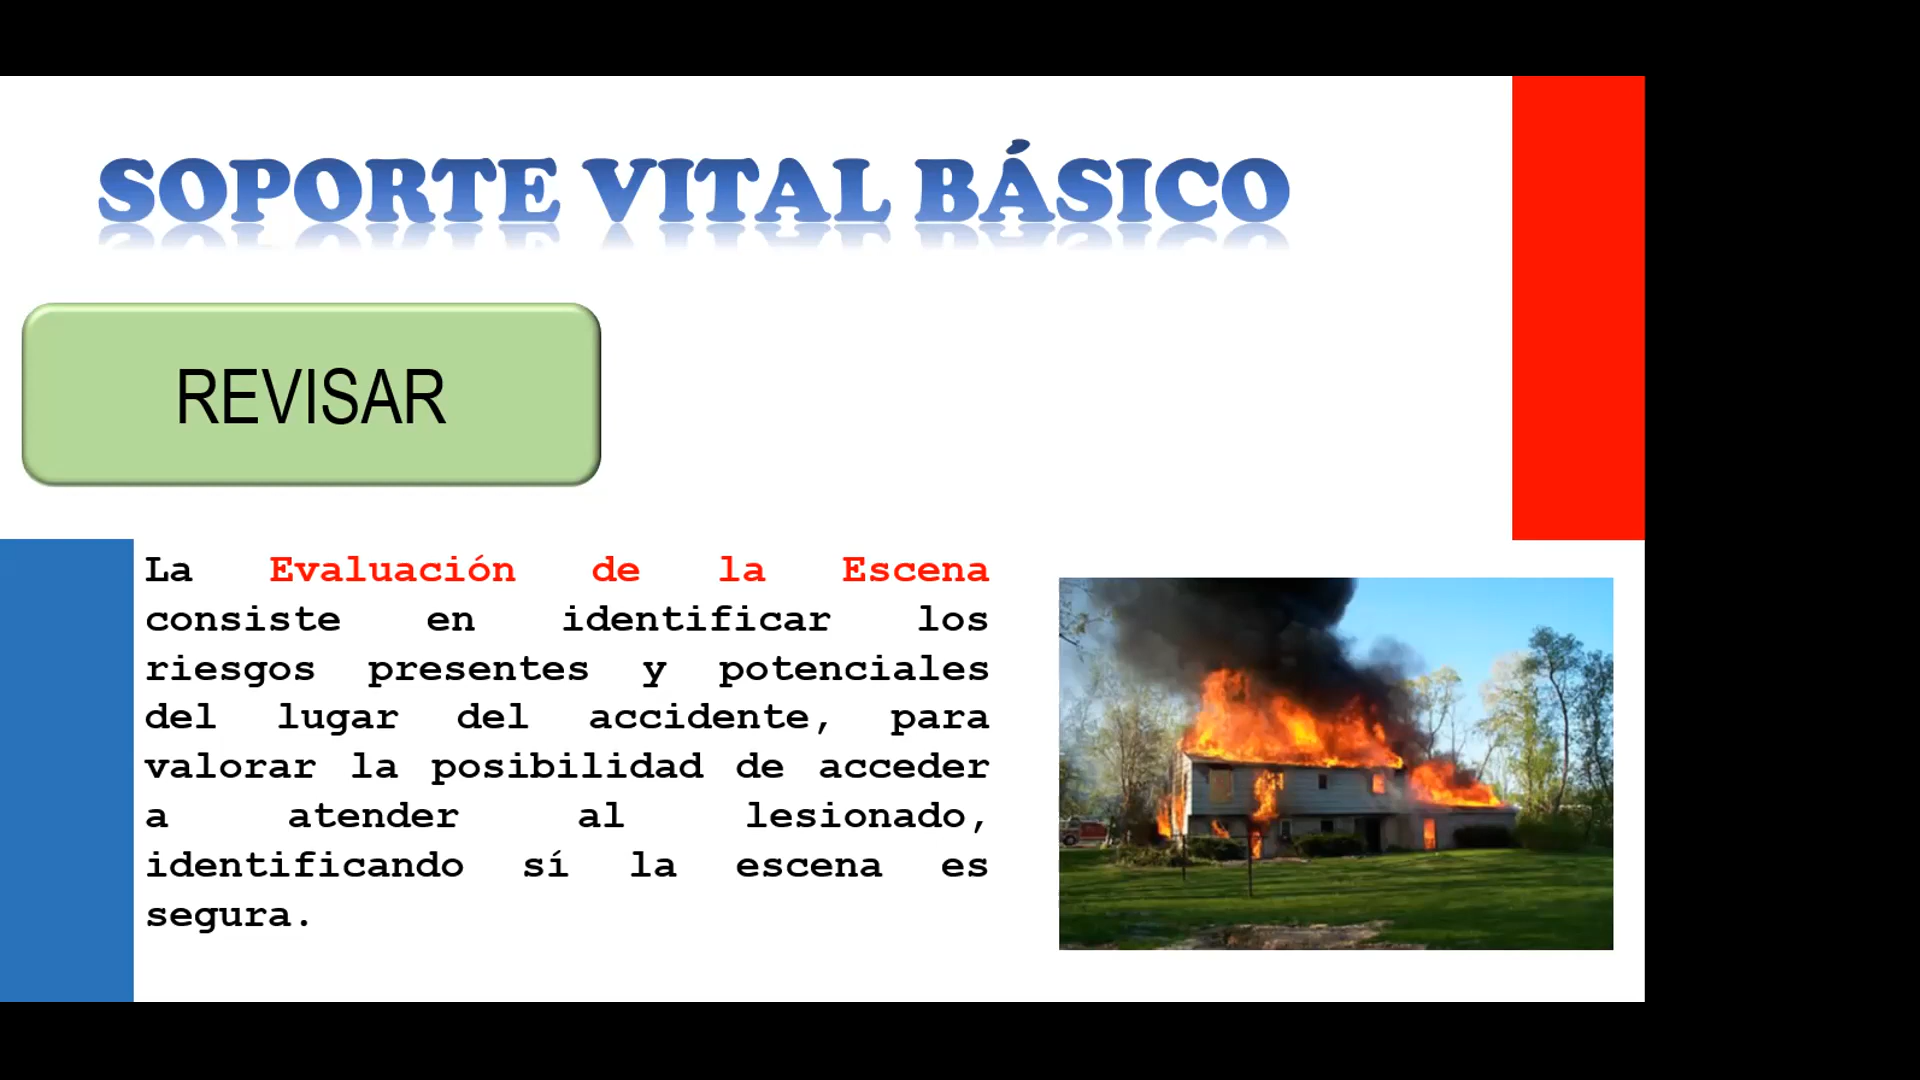 SOPORTE VITAL BÁSICO
REVISAR
La Evaluación de la Escena
consiste en identificar los
riesgos presentes y potenciales
del lugar del accidente, para
valorar la posibilidad de acceder
a atender al lesionado,
identificando sí la escena es
segura.